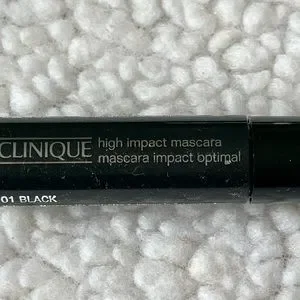 CLINIQUE
high impact mascara
mascara impact optimal
01 BLACK